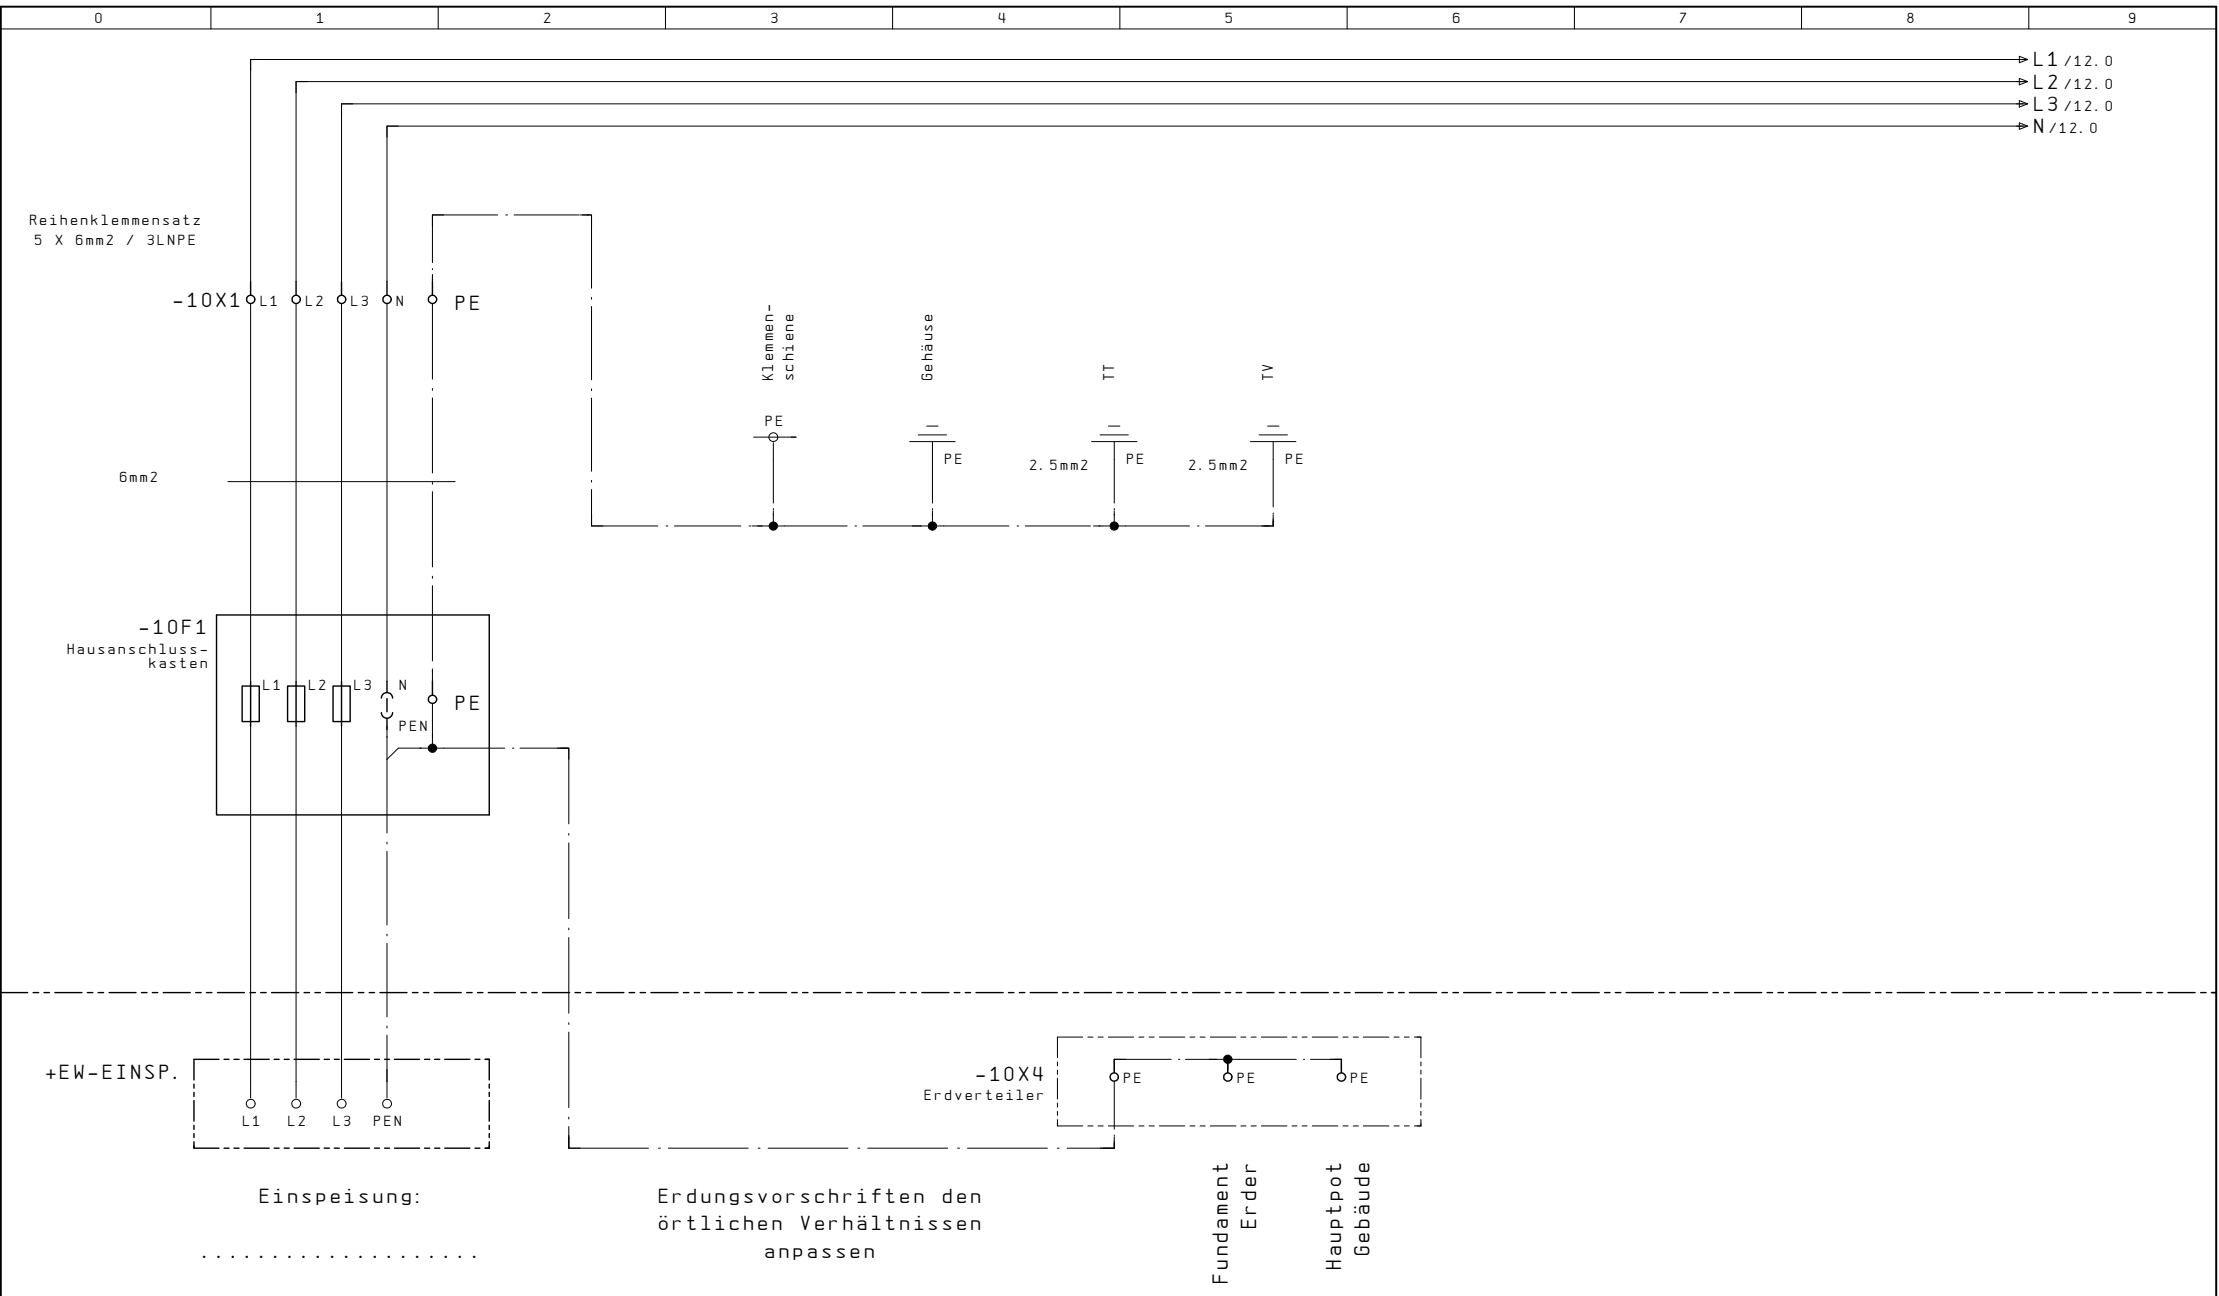 0 1 2 3 4 5 6 7 8 9
L1 /12.0
L2 /12.0
L3 /12.0
N /12.0
Reihenklemmensatz
5 X 6mm2 / 3LNPE
-10X1 L1 L2 L3 N PE
Klemmen-
schiene
Gehäuse
TT
TV
PE
PE
2.5mm2 PE
2.5mm2 PE
6mm2
-10F1
Hausanschluss-
kasten
L1 L2 L3 N
PE
PEN
+EW-EINSP.
L1 L2 L3 PEN
-10X4
Erdverteiler
PE PE PE
Einspeisung:
....................
Erdungsvorschriften den
örtlichen Verhältnissen
anpassen
Fundament
Erder
Hauptpot
Gebäude